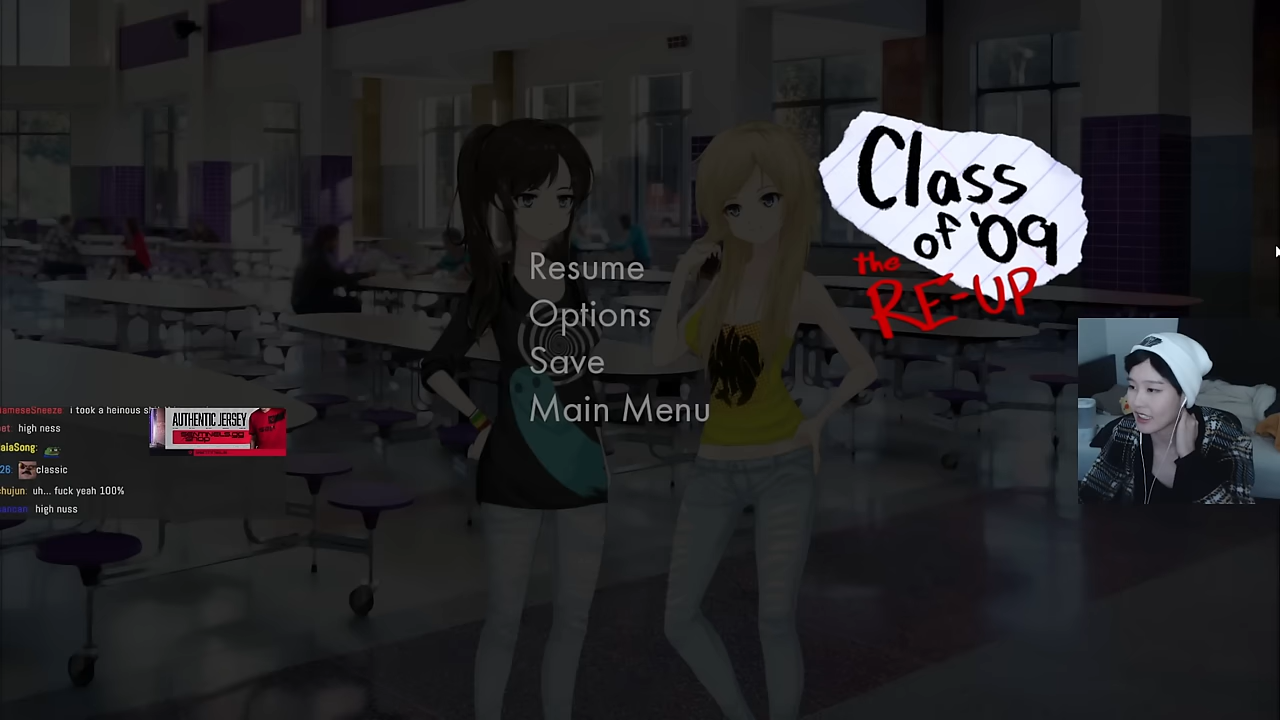 Class
of '09
the
RE-UP
Resume
Options
Save
Main Menu
i took a heinous
AUTHENTIC JERSEY
high ness
classic
uh... fuck yeah 100%
high nuss